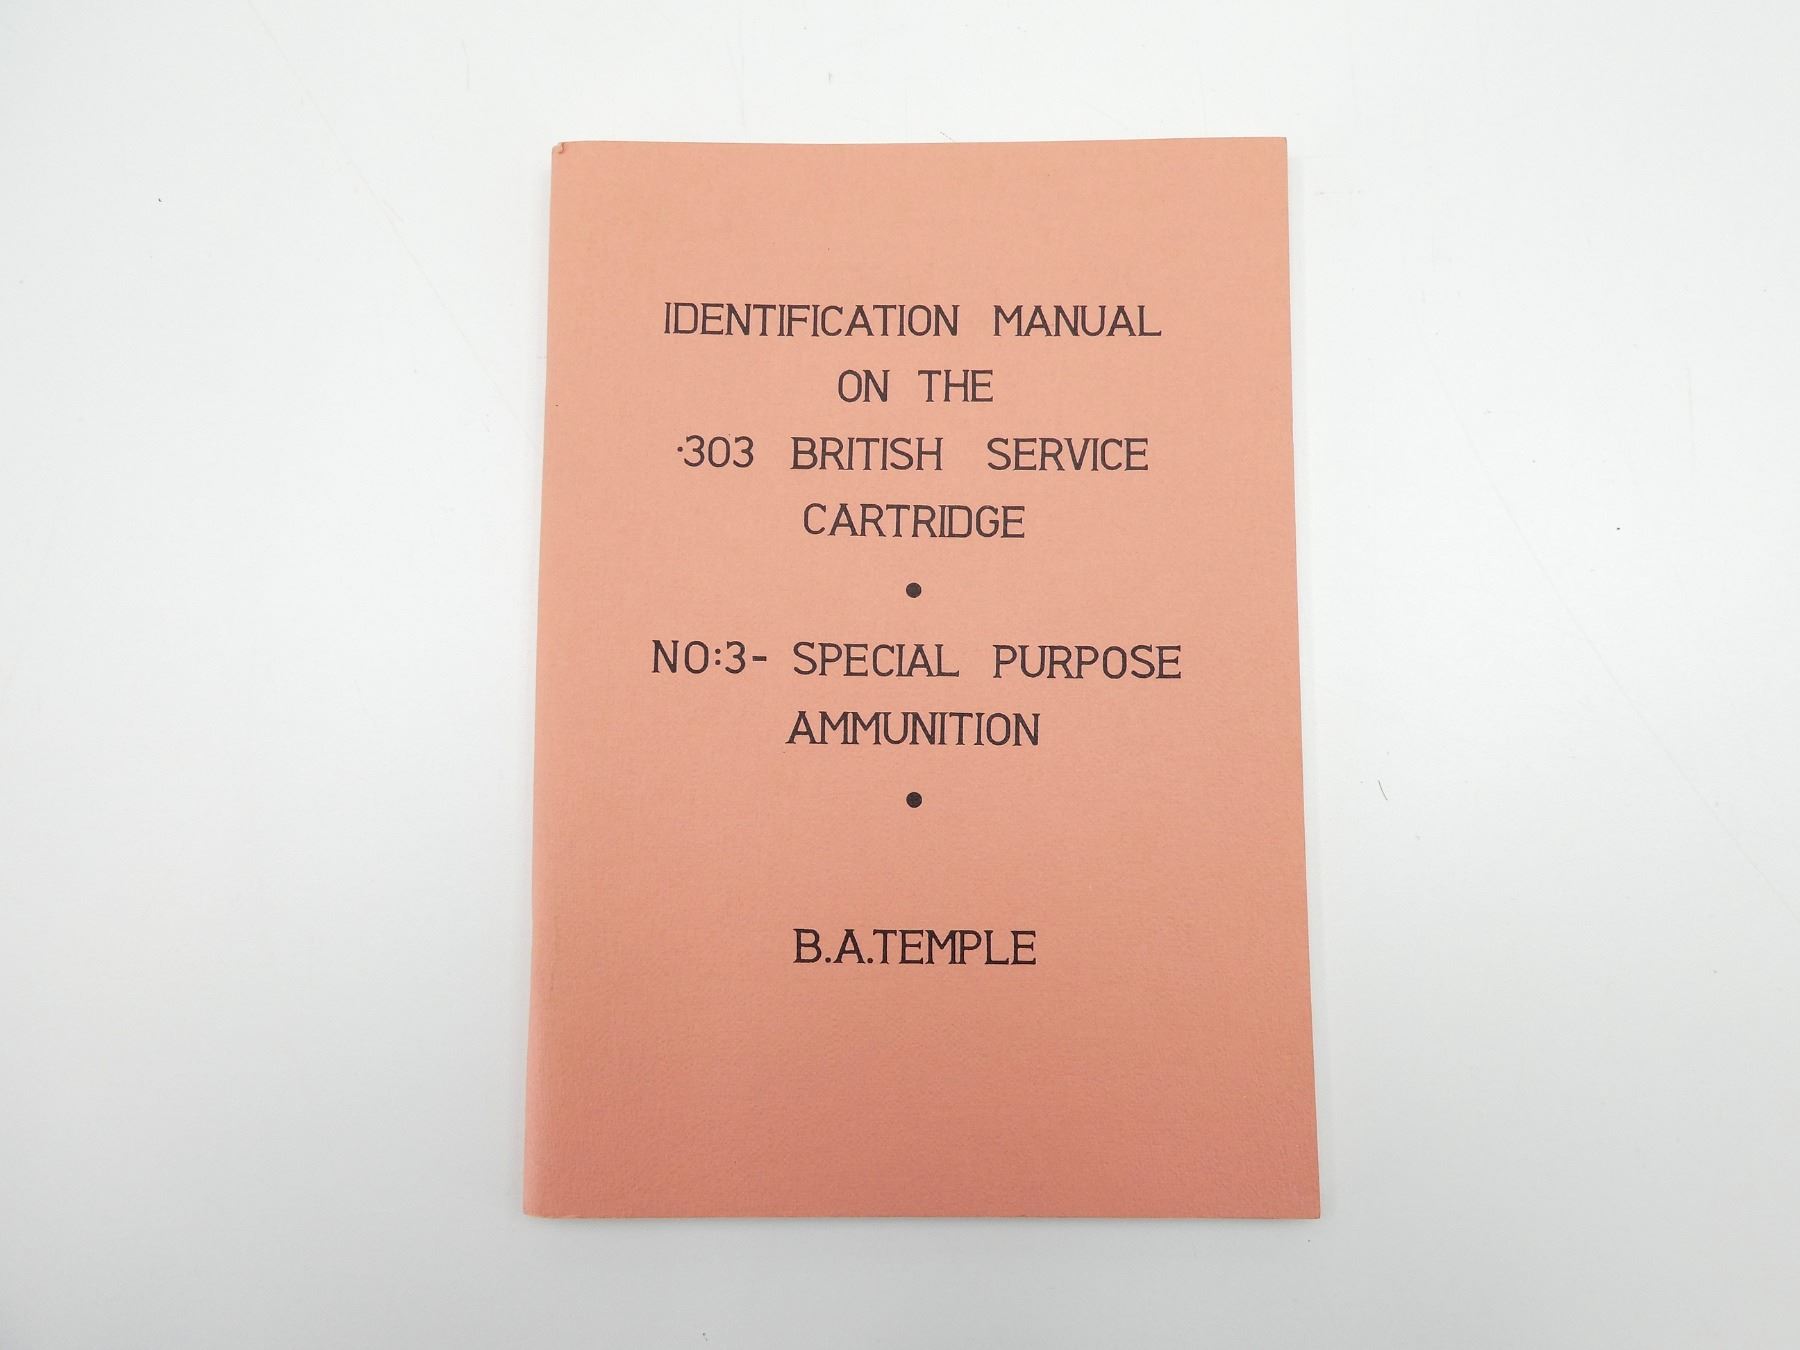 IDENTIFICATION MANUAL
ON THE
·303 BRITISH SERVICE
CARTRIDGE
•
NO:3- SPECIAL PURPOSE
AMMUNITION
•
B.A.TEMPLE